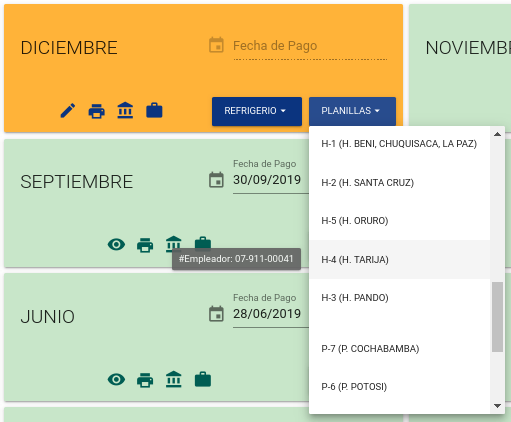 DICIEMBRE
Fecha de Pago
NOVIEMB
REFRIGERIO
PLANILLAS
H-1 (H. BENI, CHUQUISACA, LA PAZ)
H-2 (H. SANTA CRUZ)
H-5 (H. ORURO)
H-4 (H. TARIJA)
H-3 (H. PANDO)
P-7 (P. COCHABAMBA)
P-6 (P. POTOSI)
SEPTIEMBRE
Fecha de Pago
30/09/2019
#Empleador: 07-911-00041
JUNIO
Fecha de Pago
28/06/2019